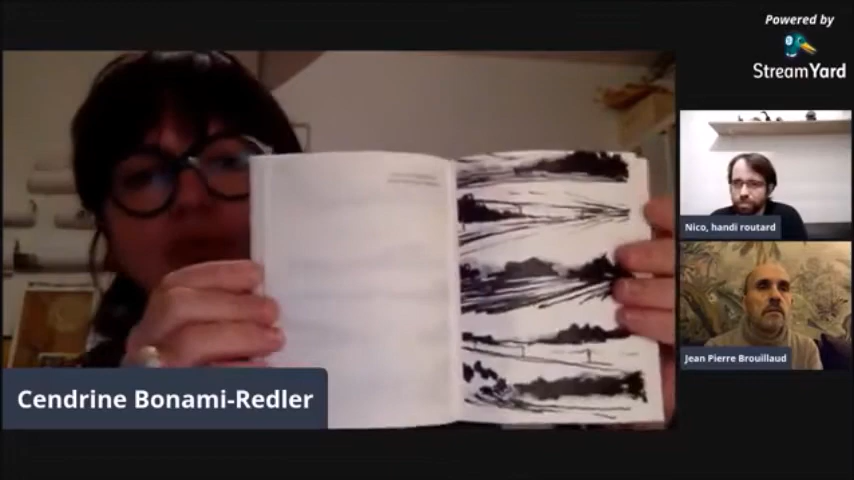 Powered by
StreamYard
Nico, handi routard
Jean Pierre Brouillaud
Cendrine Bonami-Redler